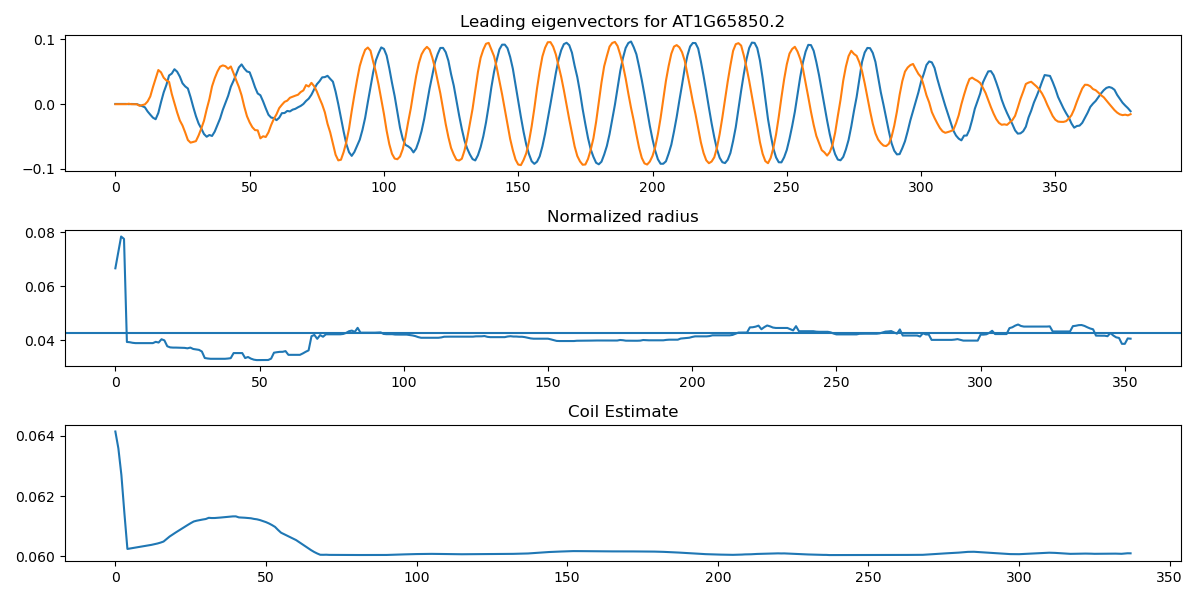 Leading eigenvectors for AT1G65850.2
0.1
0.0
−0.1
0 50 100 150 200 250 300 350
Normalized radius
0.08
0.06
0.04
0 50 100 150 200 250 300 350
Coil Estimate
0.064
0.062
0.060
0 50 100 150 200 250 300 350